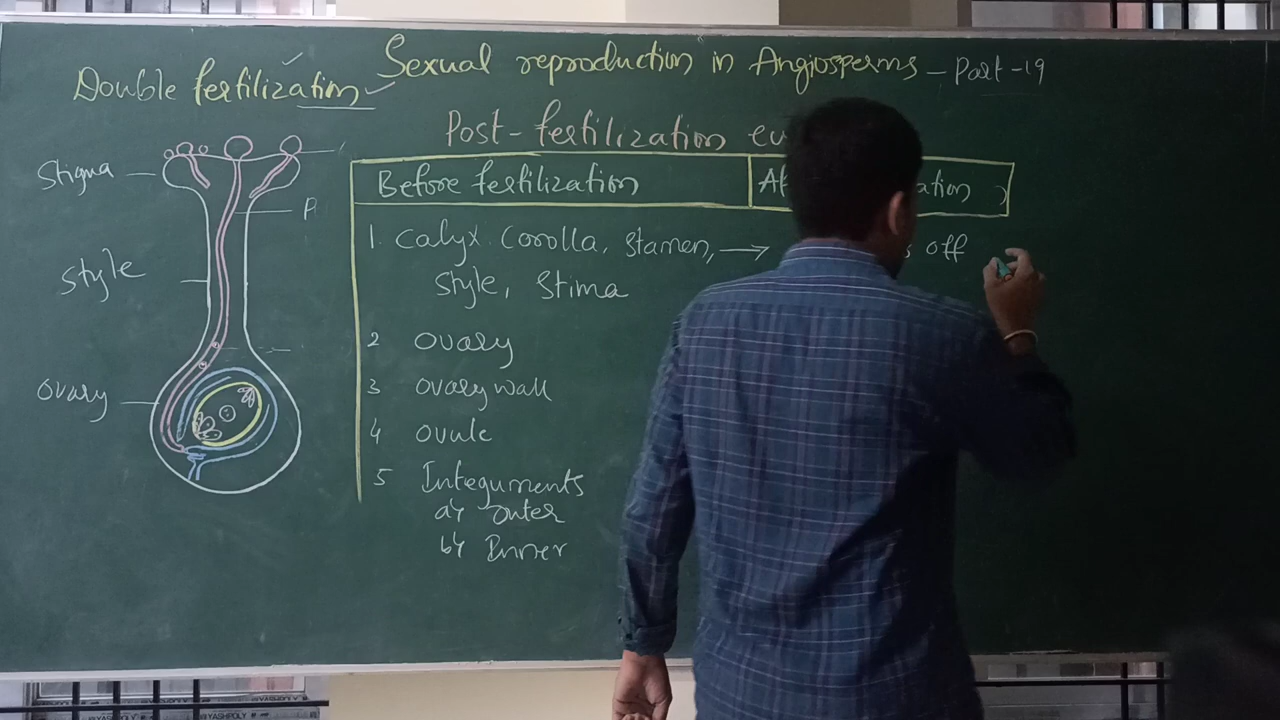 Sexual reproduction in Angiosperms - Part -19
Double fertilization
Post-fertilization
Before fertilization
Stigma
1. Calyx. Corolla, Stamen, → off
Style, Stima
Style
2 Ovary
3 Ovary wall
Ovary
4 Ovule
5 Integuments
a) Outer
b) Inner